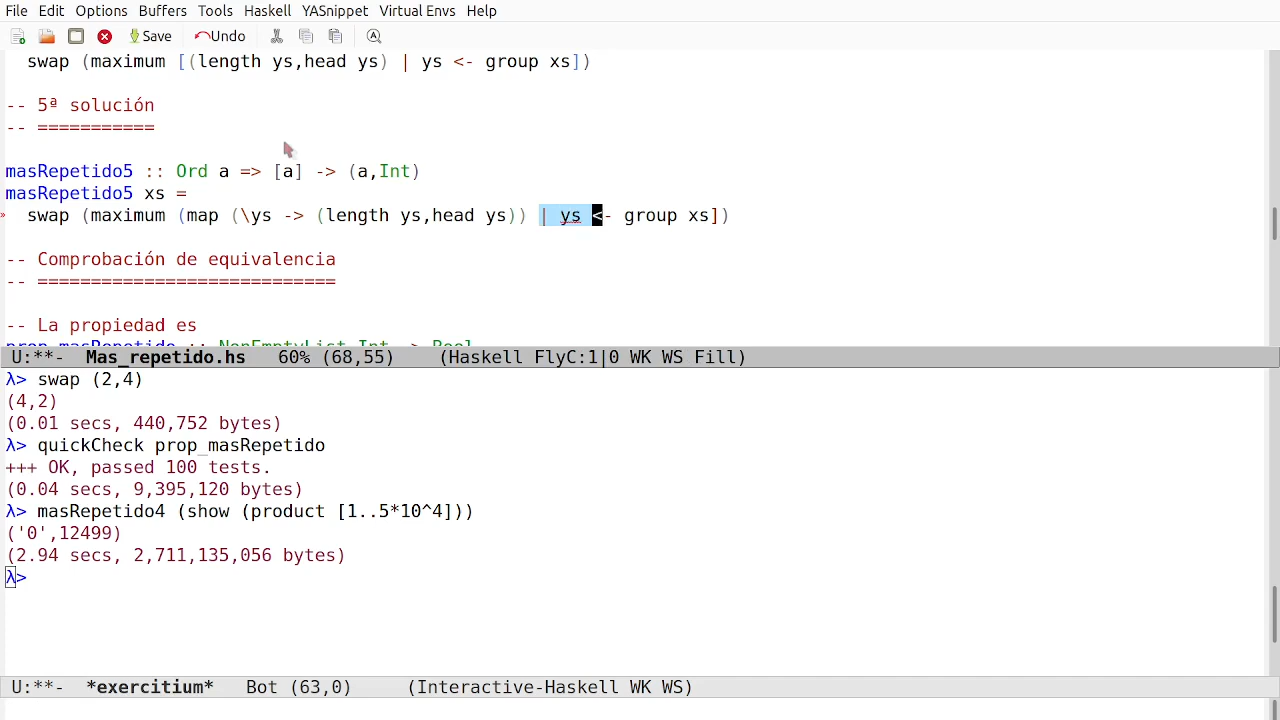 File Edit Options Buffers Tools Haskell YASnippet Virtual Envs Help
Save Undo
swap (maximum [(length ys,head ys) | ys <- group xs])
-- 5ª solución
-- ===========
masRepetido5 :: Ord a => [a] -> (a,Int)
masRepetido5 xs =
» swap (maximum (map (\ys -> (length ys,head ys)) | ys <- group xs])
-- Comprobación de equivalencia
-- ============================
-- La propiedad es
prop_masRepetido :: NonEmptyList Int -> Bool
U:**- Mas_repetido.hs 60% (68,55) (Haskell FlyC:1|0 WK WS Fill)
λ> swap (2,4)
(4,2)
(0.01 secs, 440,752 bytes)
λ> quickCheck prop_masRepetido
+++ OK, passed 100 tests.
(0.04 secs, 9,395,120 bytes)
λ> masRepetido4 (show (product [1..5*10^4]))
('0',12499)
(2.94 secs, 2,711,135,056 bytes)
λ>
U:**- *exercitium* Bot (63,0) (Interactive-Haskell WK WS)